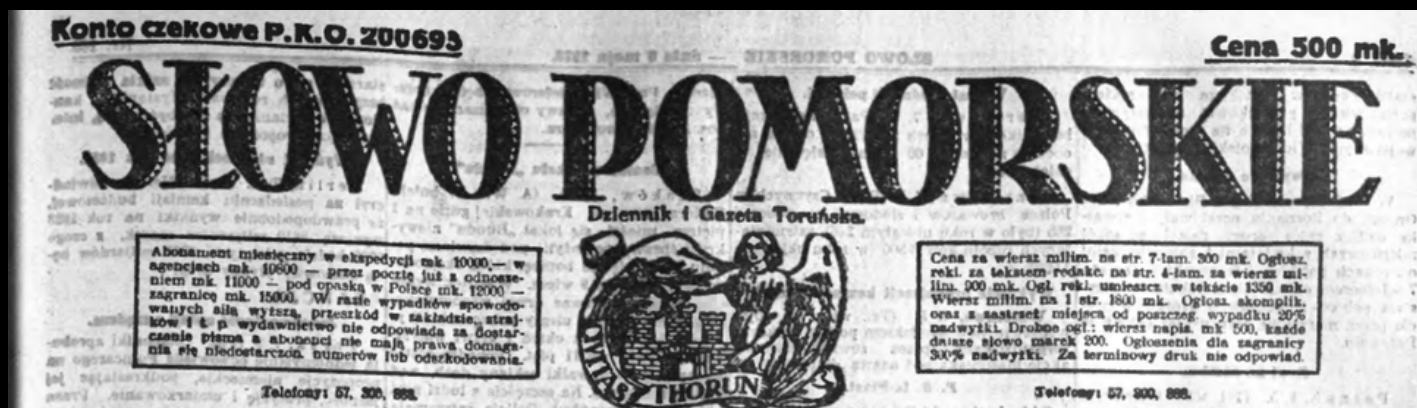 Konto czekowe P.K.O. 200693
Cena 500 mk.
SŁOWO POMORSKIE
Dziennik i Gazeta Toruńska.
Abonament miesięczny w ekspedycji mk. 10000,— w
agencjach mk. 10800 — przez pocztę już z odnosze-
niem mk. 11000 — pod opaską w Polsce mk. 12000 —
zagranicę mk. 15000. W razie wypadków spowodo-
wanych siłą wyższą, przeszkód w zakładzie, straj-
ków i t. p. wydawnictwo nie odpowiada za dostar-
czenie pisma a abonenci nie mają prawa domaga-
nia się niedostarczon. numerów lub odszkodowania.
Telefony: 57,
CIVITAS THORUN
Cena za wiersz milim. na str. 7-łam. 300 mk. Ogłosz.
rekl. za tekstem redakc. na str. 4-łam. za wiersz mi-
lim. 900 mk. Ogł. rekl. umieszcz. w tekście 1350 mk.
Wiersz milim. na 1 str. 1800 mk. Ogłosz. skomplik.
oraz z zastrzeż. miejsca od poszczeg. wypadku 20%
nadwyżki. Drobne ogł.: wiersz napis. mk 500, każde
dalsze słowo marek 200. Ogłoszenia dla zagranicy
300% nadwyżki. Za terminowy druk nie odpowiad.
Telefony: 57,